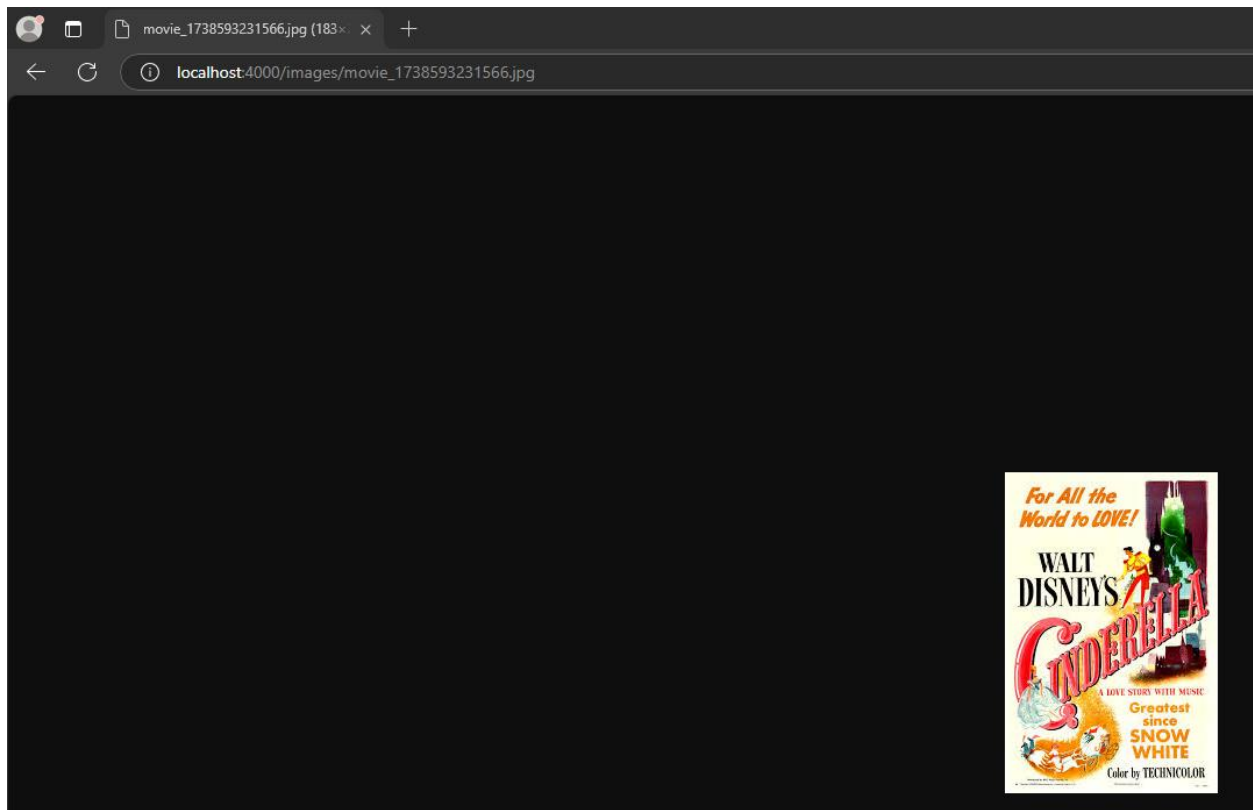 movie_1738593231566.jpg (183×
localhost:4000/images/movie_1738593231566.jpg
For All the
World to LOVE!
WALT
DISNEY'S
CINDERELLA
A LOVE STORY WITH MUSIC
Greatest
since
SNOW
WHITE
Color by TECHNICOLOR